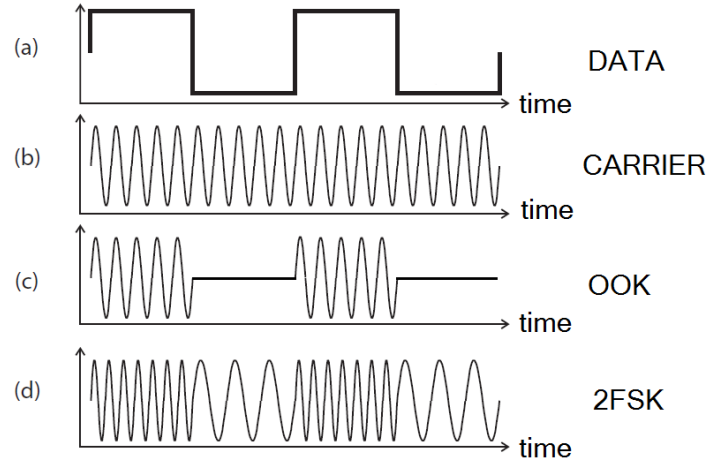 (a)
DATA
time
(b)
CARRIER
time
(c)
OOK
time
(d)
2FSK
time